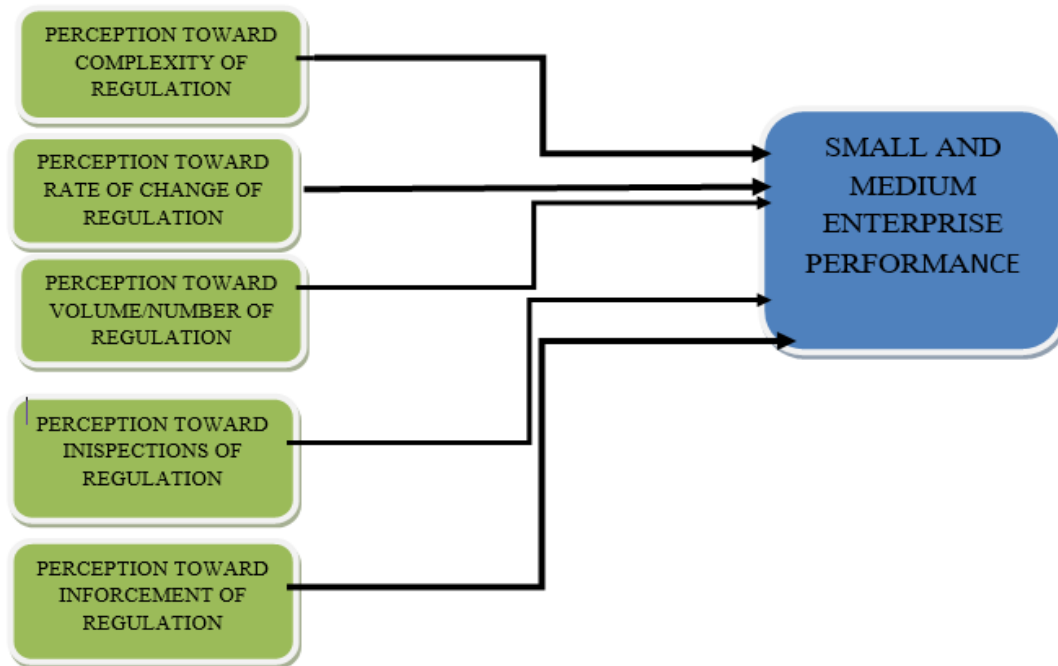 PERCEPTION TOWARD
COMPLEXITY OF
REGULATION
PERCEPTION TOWARD
RATE OF CHANGE OF
REGULATION
PERCEPTION TOWARD
VOLUME/NUMBER OF
REGULATION
PERCEPTION TOWARD
INISPECTIONS OF
REGULATION
PERCEPTION TOWARD
INFORCEMENT OF
REGULATION
SMALL AND
MEDIUM
ENTERPRISE
PERFORMANCE